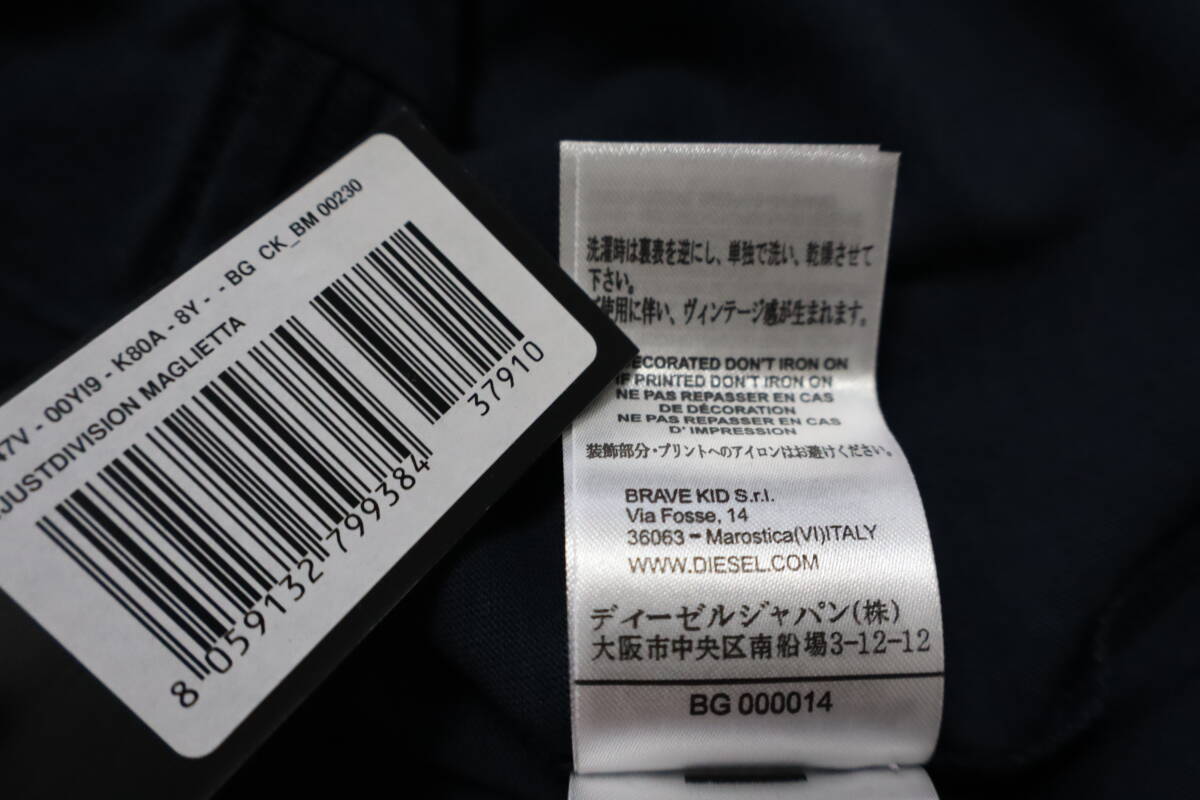 47V - 00YI9 - K80A - 8Y - - BG CK_BM 00230
JUSTDIVISION MAGLIETTA
8 059132 799384 37910
洗濯時は裏表を逆にし、単独で洗い、乾燥させて
下さい。
使用に伴い、ヴィンテージ感が生まれます。
DECORATED DON'T IRON ON
IF PRINTED DON'T IRON ON
NE PAS REPASSER EN CAS
DE DÉCORATION
NE PAS REPASSER EN CAS
D'IMPRESSION
装飾部分・プリントへのアイロンはお避けください。
BRAVE KID S.r.l.
Via Fosse, 14
36063 - Marostica(VI)ITALY
WWW.DIESEL.COM
ディーゼルジャパン(株)
大阪市中央区南船場3-12-12
BG 000014